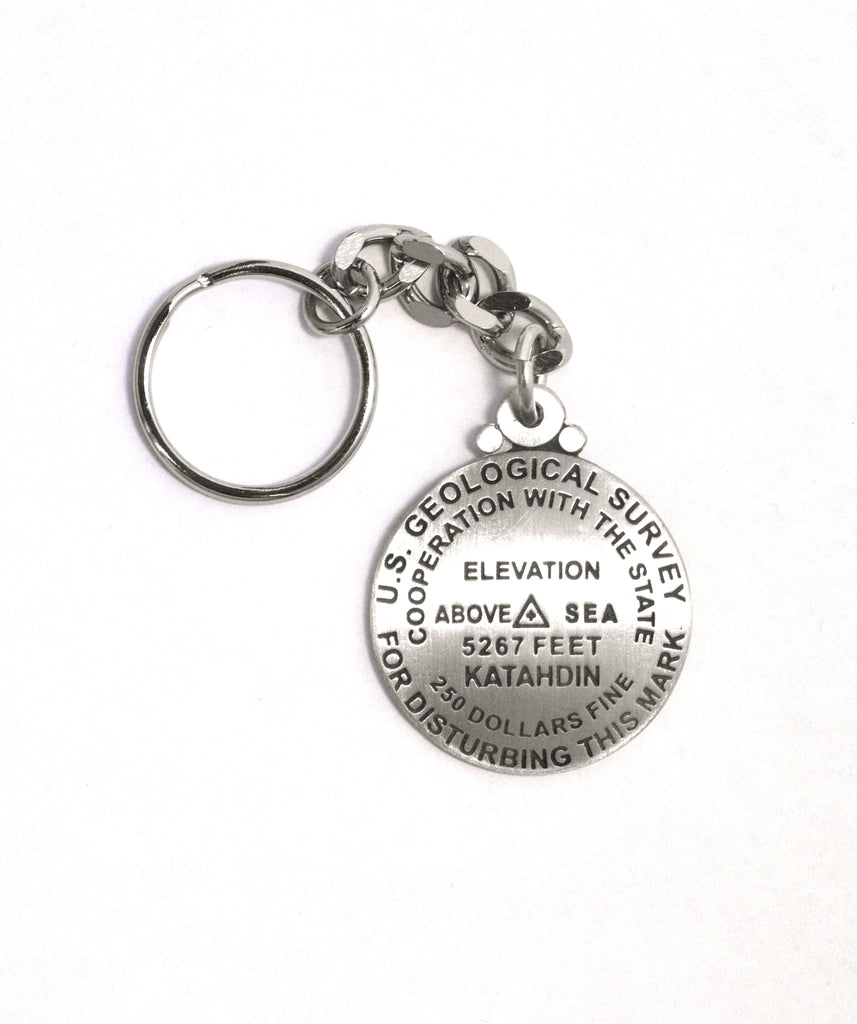 U.S. GEOLOGICAL SURVEY
COOPERATION WITH THE STATE
ELEVATION
ABOVE SEA
5267 FEET
KATAHDIN
250 DOLLARS FINE
FOR DISTURBING THIS MARK